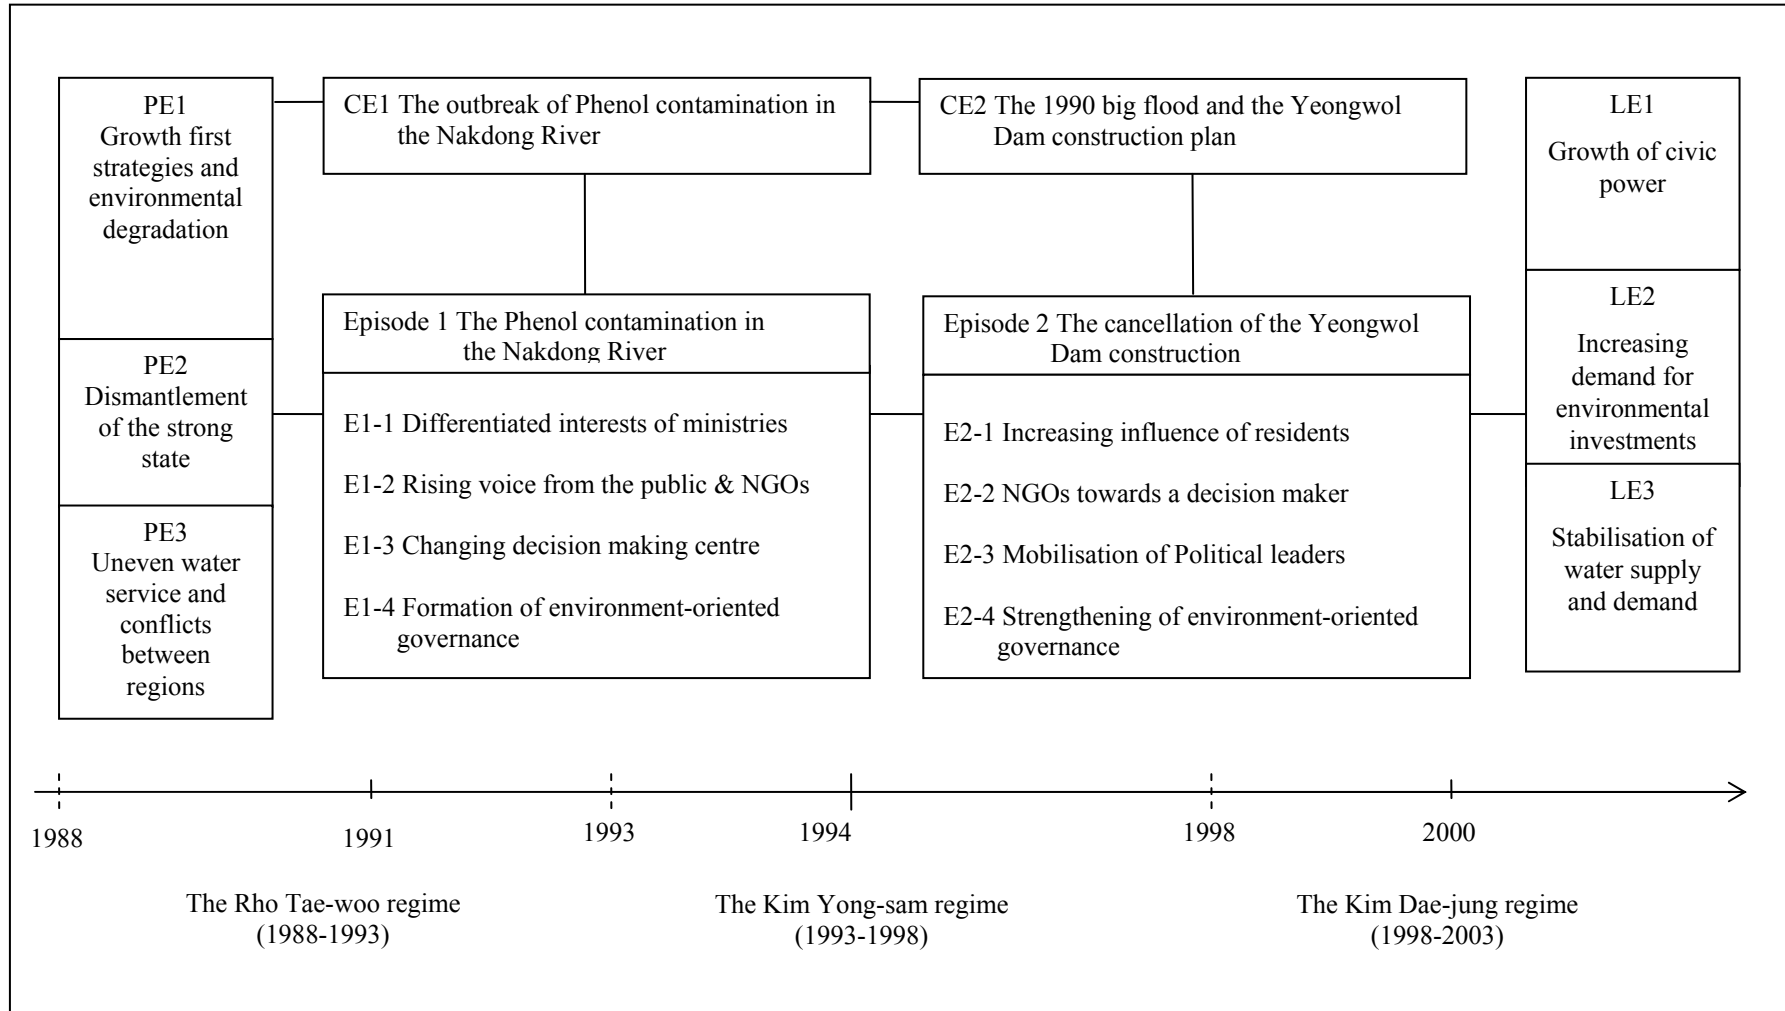 PE1
Growth first
strategies and
environmental
degradation
PE2
Dismantlement
of the strong
state
PE3
Uneven water
service and
conflicts
between
regions
CE1 The outbreak of Phenol contamination in
the Nakdong River
CE2 The 1990 big flood and the Yeongwol
Dam construction plan
Episode 1 The Phenol contamination in
the Nakdong River
E1-1 Differentiated interests of ministries
E1-2 Rising voice from the public & NGOs
E1-3 Changing decision making centre
E1-4 Formation of environment-oriented
governance
Episode 2 The cancellation of the Yeongwol
Dam construction
E2-1 Increasing influence of residents
E2-2 NGOs towards a decision maker
E2-3 Mobilisation of Political leaders
E2-4 Strengthening of environment-oriented
governance
LE1
Growth of civic
power
LE2
Increasing
demand for
environmental
investments
LE3
Stabilisation of
water supply
and demand
1988
1991
1993
1994
1998
2000
The Rho Tae-woo regime
(1988-1993)
The Kim Yong-sam regime
(1993-1998)
The Kim Dae-jung regime
(1998-2003)